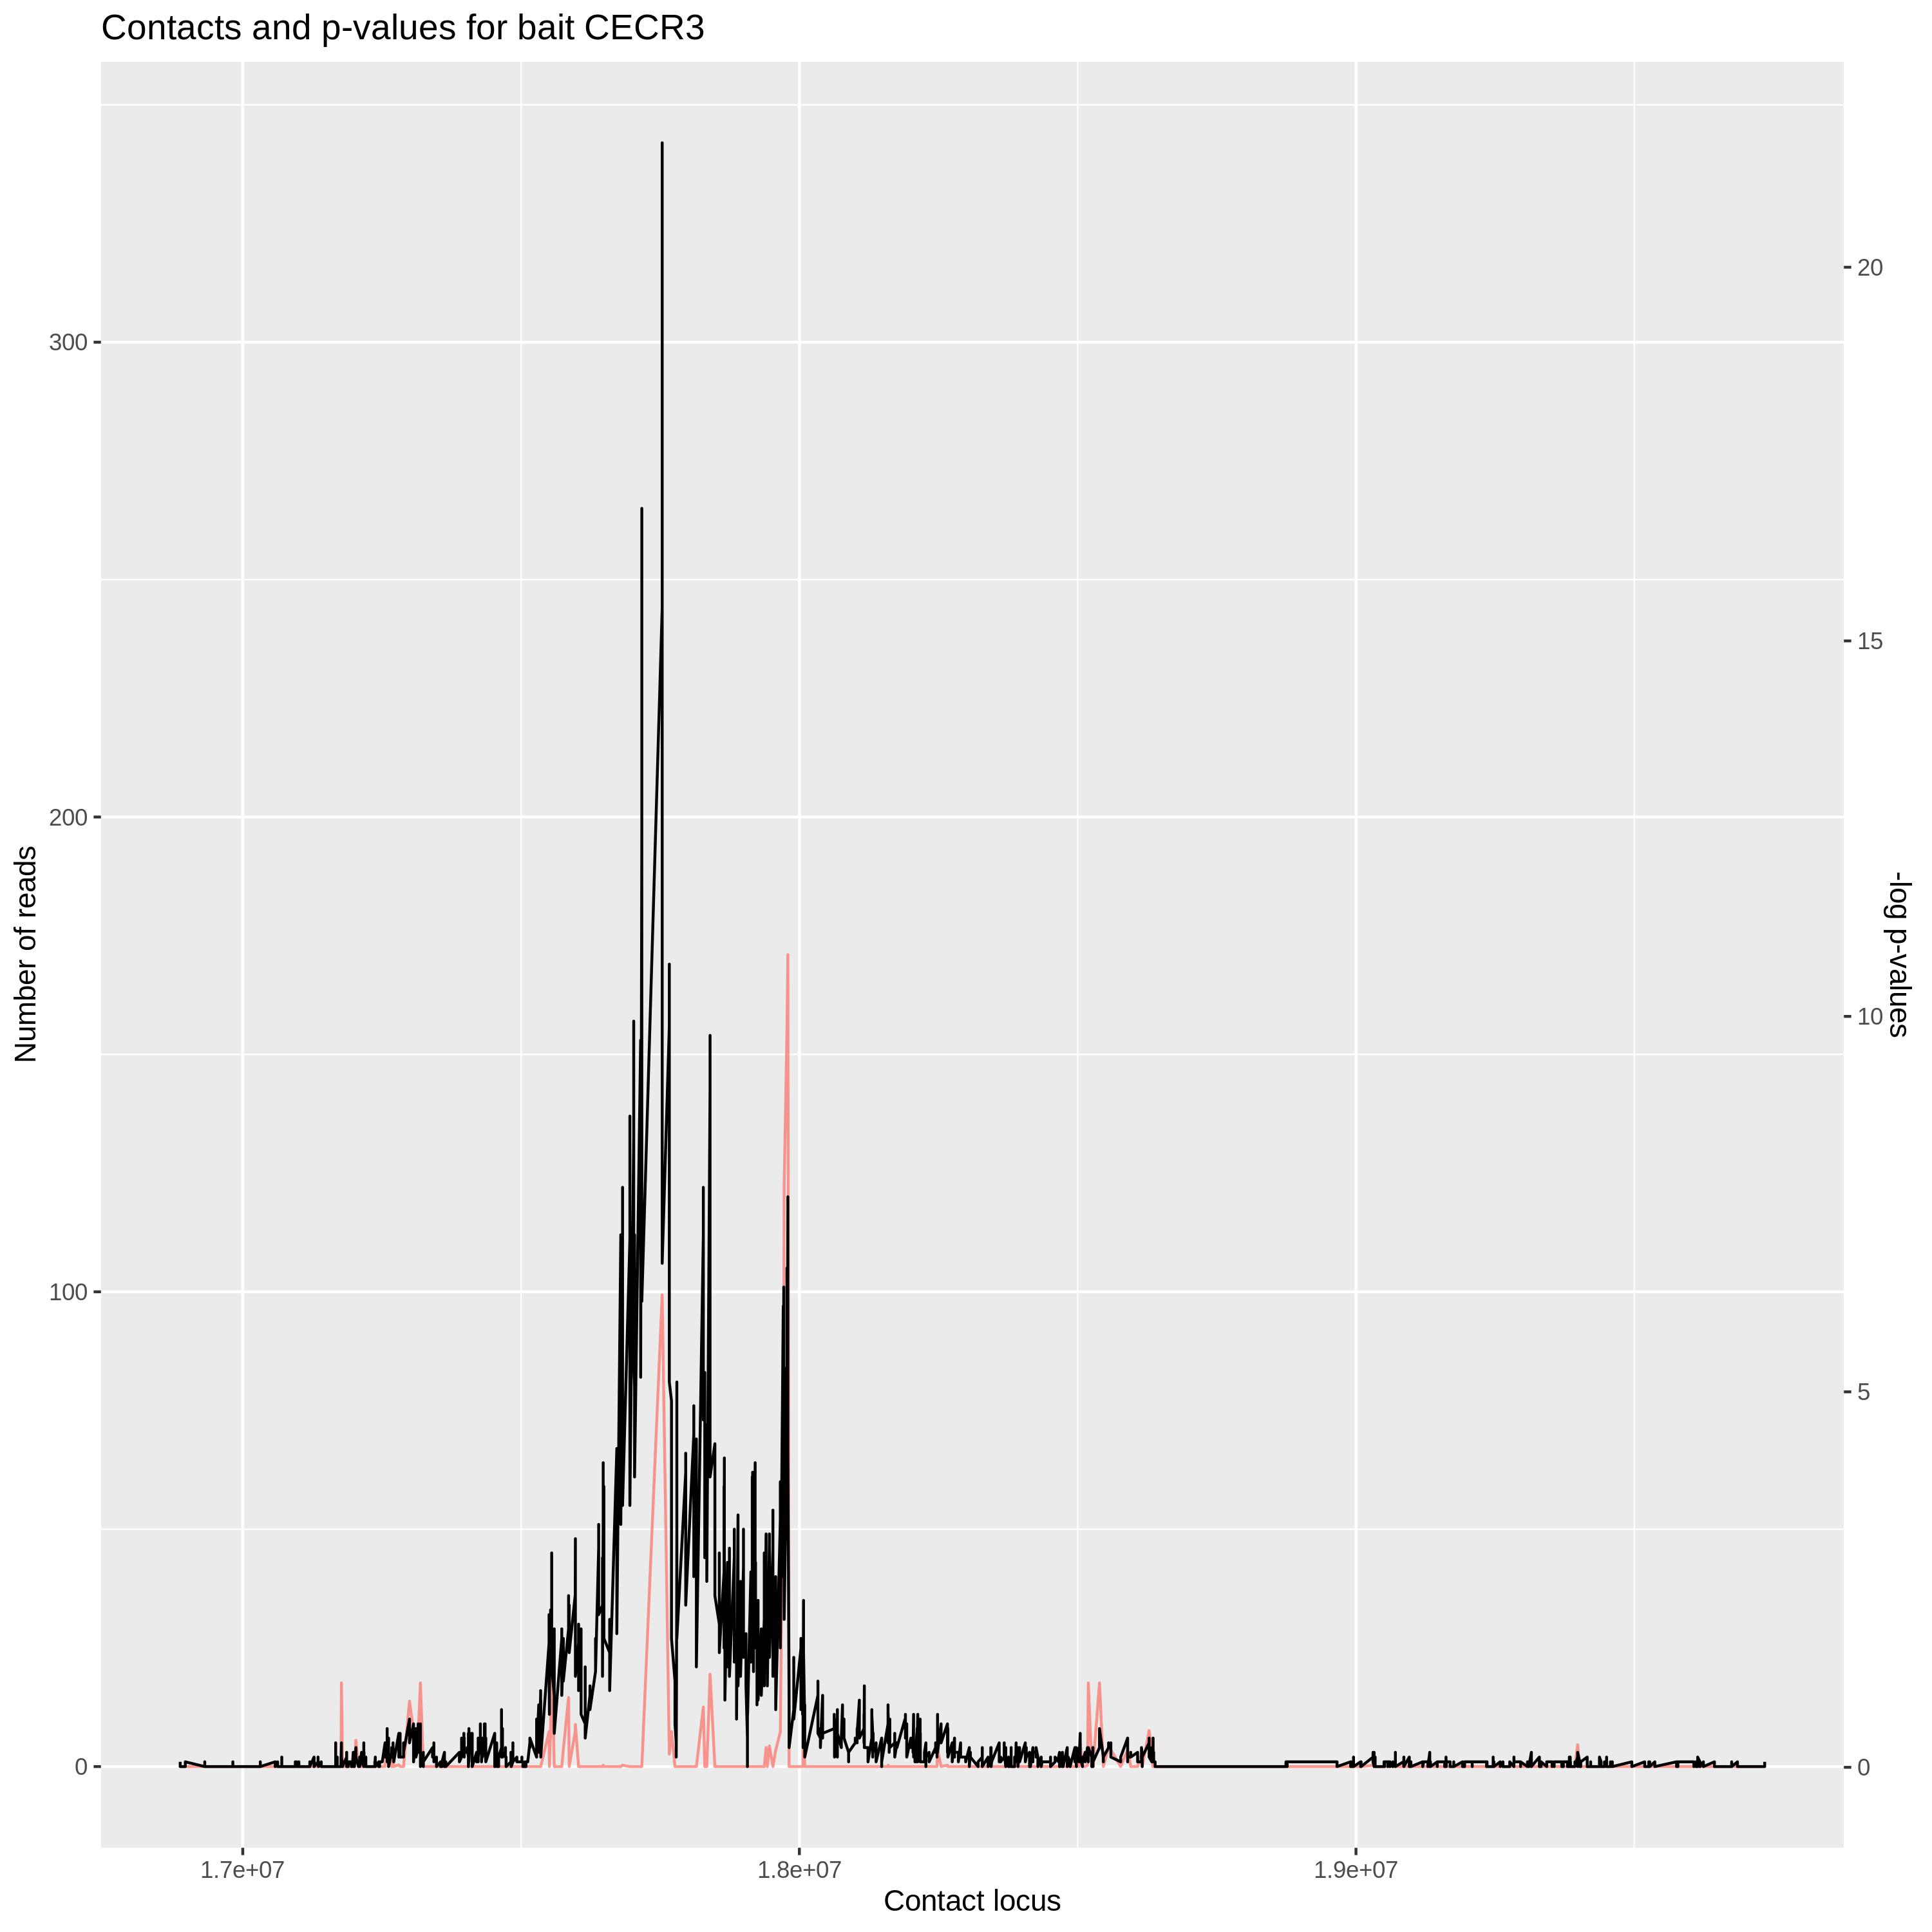 Contacts and p-values for bait CECR3
Number of reads
300
200
100
0
20
15
10
5
0
-log p-values
1.7e+07
1.8e+07
1.9e+07
Contact locus